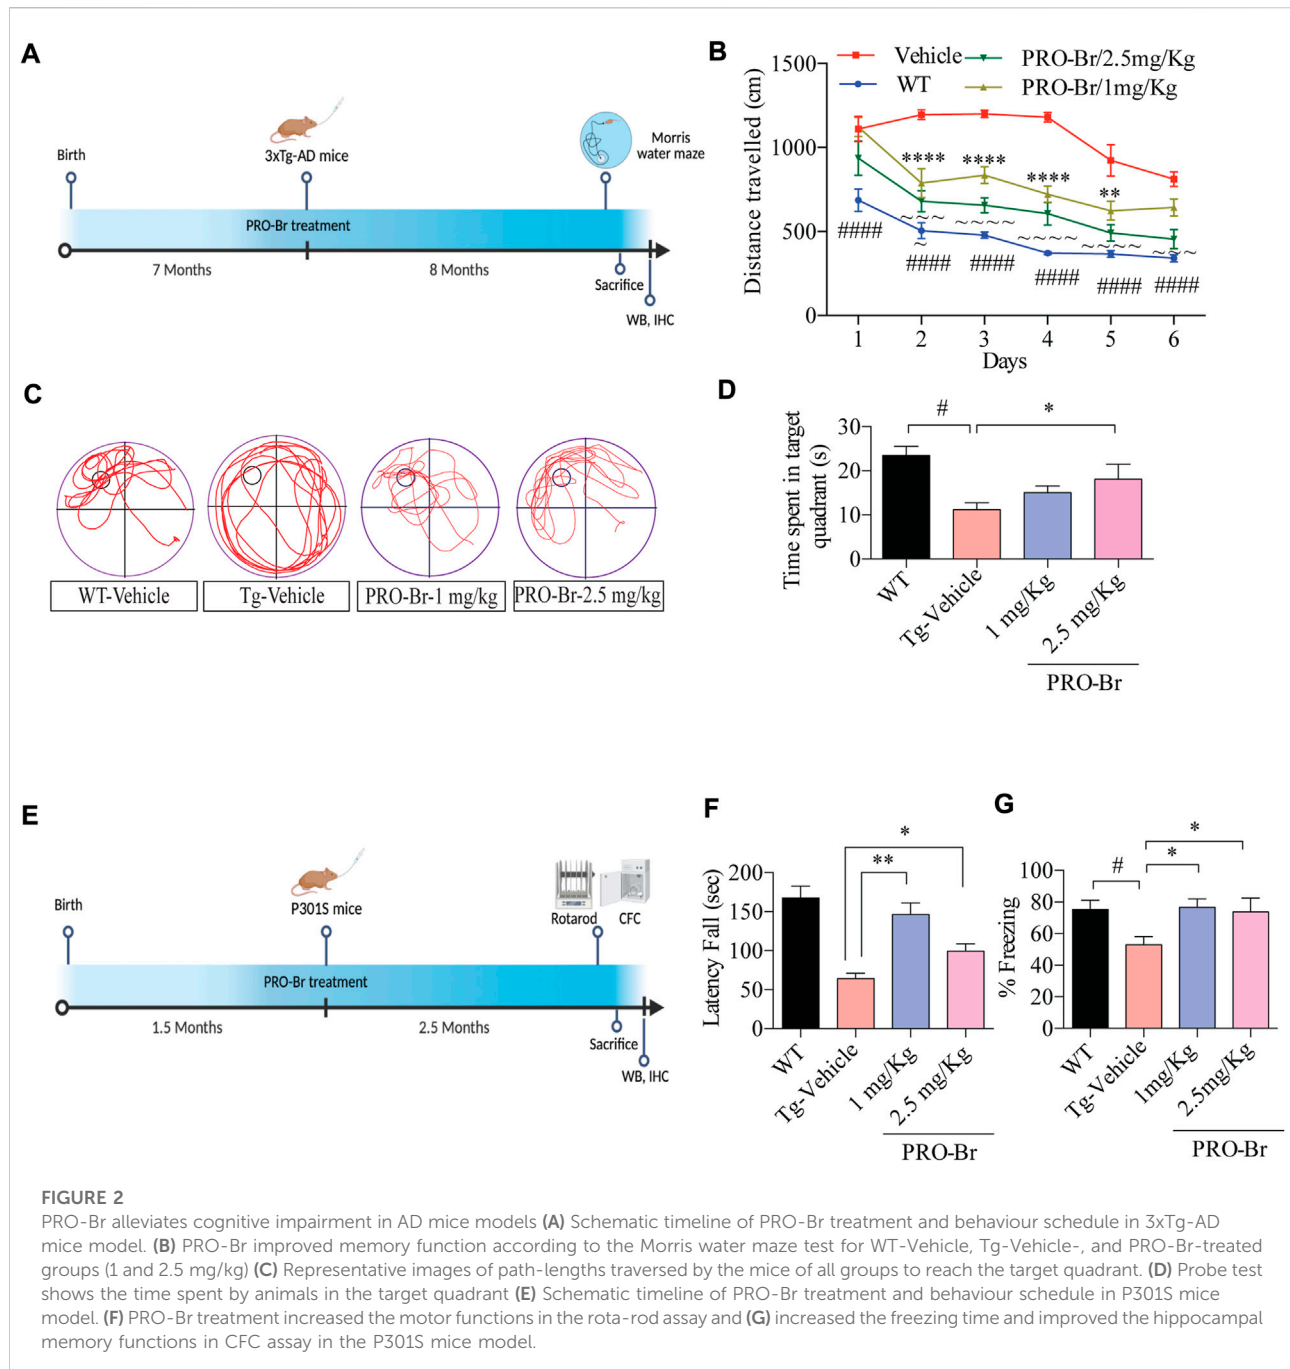 A
Birth
3xTg-AD mice
Morris
water maze
PRO-Br treatment
7 Months
8 Months
Sacrifice
WB, IHC
B
Vehicle
WT
PRO-Br/2.5mg/Kg
PRO-Br/1mg/Kg
Distance travelled (cm)
1500
1000
500
0
****
****
****
**
~~~
~
~~~~
~~~~
~~~~
~~~
####
####
####
####
####
####
1 2 3 4 5 6
Days
C
WT-Vehicle
Tg-Vehicle
PRO-Br-1 mg/kg
PRO-Br-2.5 mg/kg
D
Time spent in target
quadrant (s)
30
20
10
0
#
*
WT
Tg-Vehicle
1 mg/Kg
2.5 mg/Kg
PRO-Br
E
Birth
P301S mice
Rotarod
CFC
PRO-Br treatment
1.5 Months
2.5 Months
Sacrifice
WB, IHC
F
Latency Fall (sec)
200
150
100
50
0
*
**
WT
Tg-Vehicle
1 mg/Kg
2.5 mg/Kg
PRO-Br
G
% Freezing
100
80
60
40
20
0
#
*
*
WT
Tg-Vehicle
1mg/Kg
2.5mg/Kg
PRO-Br
FIGURE 2
PRO-Br alleviates cognitive impairment in AD mice models (A) Schematic timeline of PRO-Br treatment and behaviour schedule in 3xTg-AD
mice model. (B) PRO-Br improved memory function according to the Morris water maze test for WT-Vehicle, Tg-Vehicle-, and PRO-Br-treated
groups (1 and 2.5 mg/kg) (C) Representative images of path-lengths traversed by the mice of all groups to reach the target quadrant. (D) Probe test
shows the time spent by animals in the target quadrant (E) Schematic timeline of PRO-Br treatment and behaviour schedule in P301S mice
model. (F) PRO-Br treatment increased the motor functions in the rota-rod assay and (G) increased the freezing time and improved the hippocampal
memory functions in CFC assay in the P301S mice model.